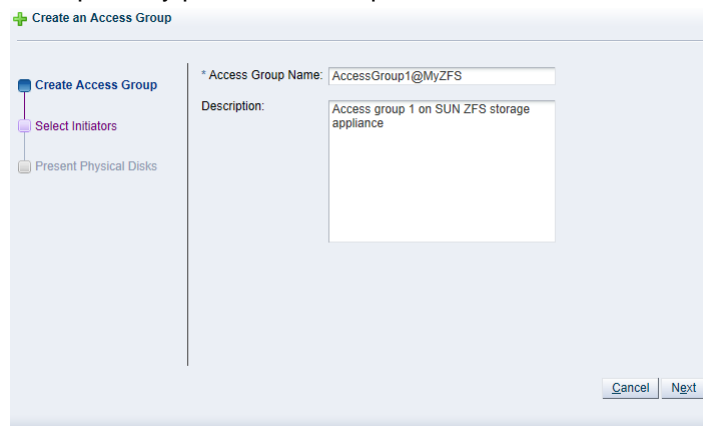 Create an Access Group
Create Access Group
Select Initiators
Present Physical Disks
* Access Group Name: AccessGroup1@MyZFS
Description: Access group 1 on SUN ZFS storage
appliance
Cancel Next